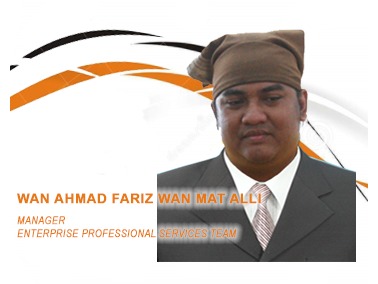 WAN AHMAD FARIZ WAN MAT ALLI
MANAGER
ENTERPRISE PROFESSIONAL SERVICES TEAM